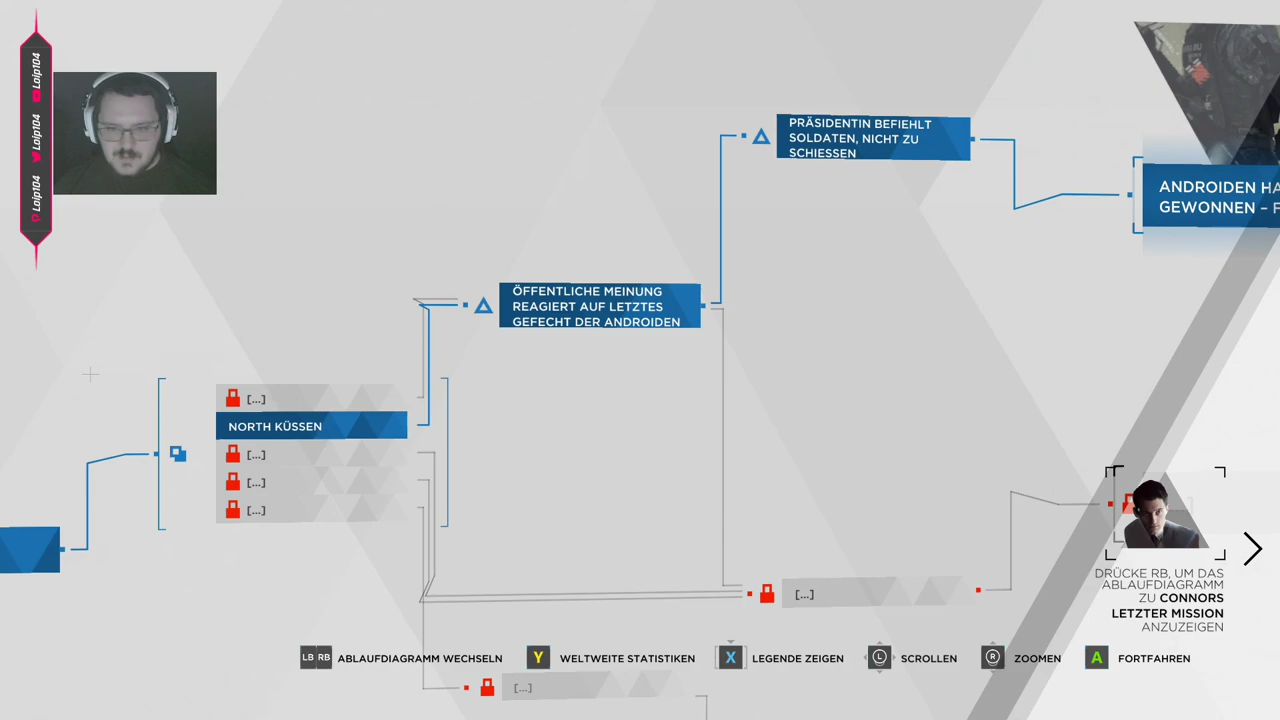 Loip104
Loip104
Loip104
PRÄSIDENTIN BEFIEHLT
SOLDATEN, NICHT ZU
SCHIESSEN
ANDROIDEN HA
GEWONNEN – F
ÖFFENTLICHE MEINUNG
REAGIERT AUF LETZTES
GEFECHT DER ANDROIDEN
[...]
NORTH KÜSSEN
[...]
[...]
[...]
[...]
[...]
DRÜCKE RB, UM DAS
ABLAUFDIAGRAMM
ZU CONNORS
LETZTER MISSION
ANZUZEIGEN
LB RB ABLAUFDIAGRAMM WECHSELN Y WELTWEITE STATISTIKEN X LEGENDE ZEIGEN L SCROLLEN R ZOOMEN A FORTFAHREN